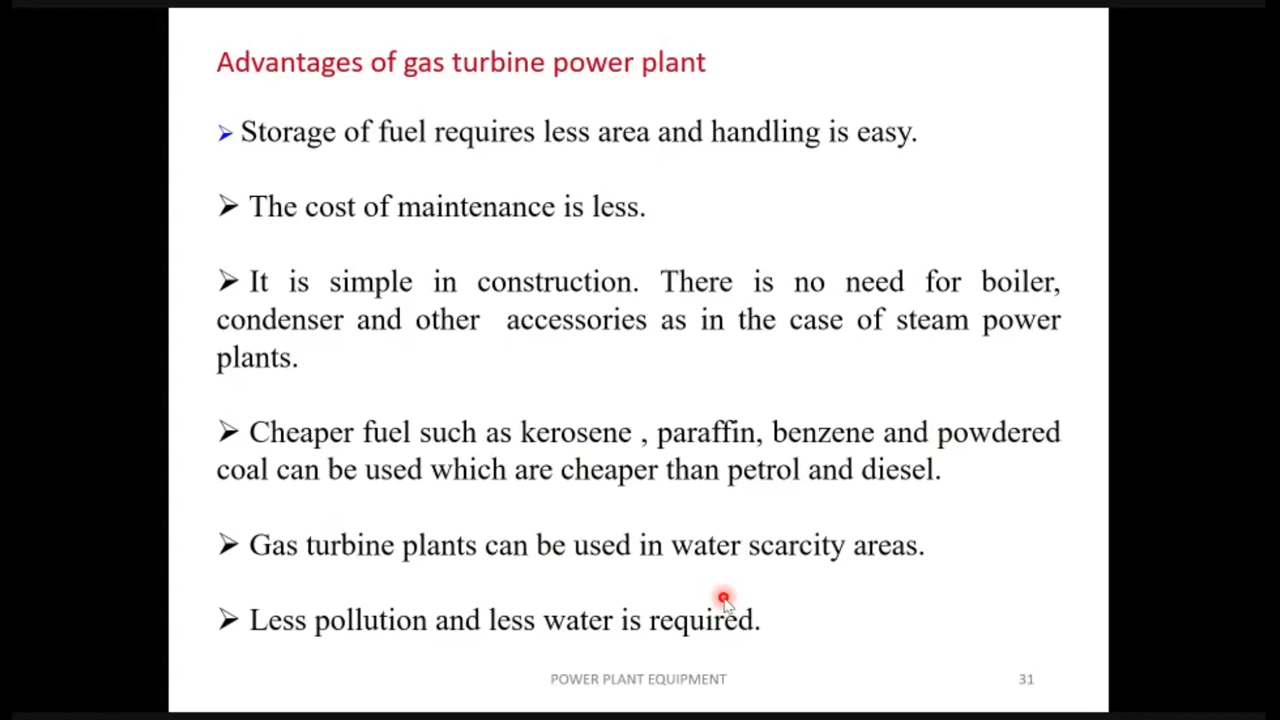 Advantages of gas turbine power plant
➢ Storage of fuel requires less area and handling is easy.
➢ The cost of maintenance is less.
➢ It is simple in construction. There is no need for boiler,
condenser and other accessories as in the case of steam power
plants.
➢ Cheaper fuel such as kerosene , paraffin, benzene and powdered
coal can be used which are cheaper than petrol and diesel.
➢ Gas turbine plants can be used in water scarcity areas.
➢ Less pollution and less water is required.
POWER PLANT EQUIPMENT 31